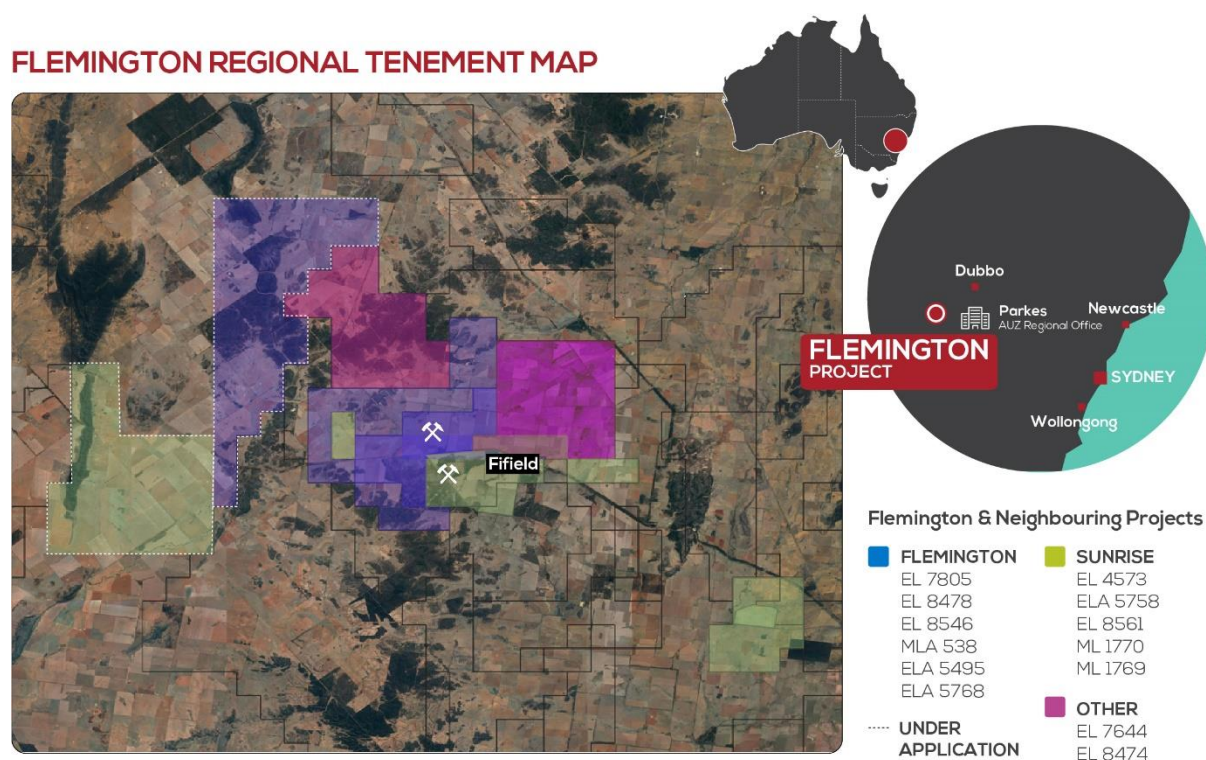 FLEMINGTON REGIONAL TENEMENT MAP
Fifield
Dubbo
Parkes
AUZ Regional Office
Newcastle
FLEMINGTON
PROJECT
SYDNEY
Wollongong
Flemington & Neighbouring Projects
FLEMINGTON
EL 7805
EL 8478
EL 8546
MLA 538
ELA 5495
ELA 5768
UNDER
APPLICATION
SUNRISE
EL 4573
ELA 5758
EL 8561
ML 1770
ML 1769
OTHER
EL 7644
EL 8474